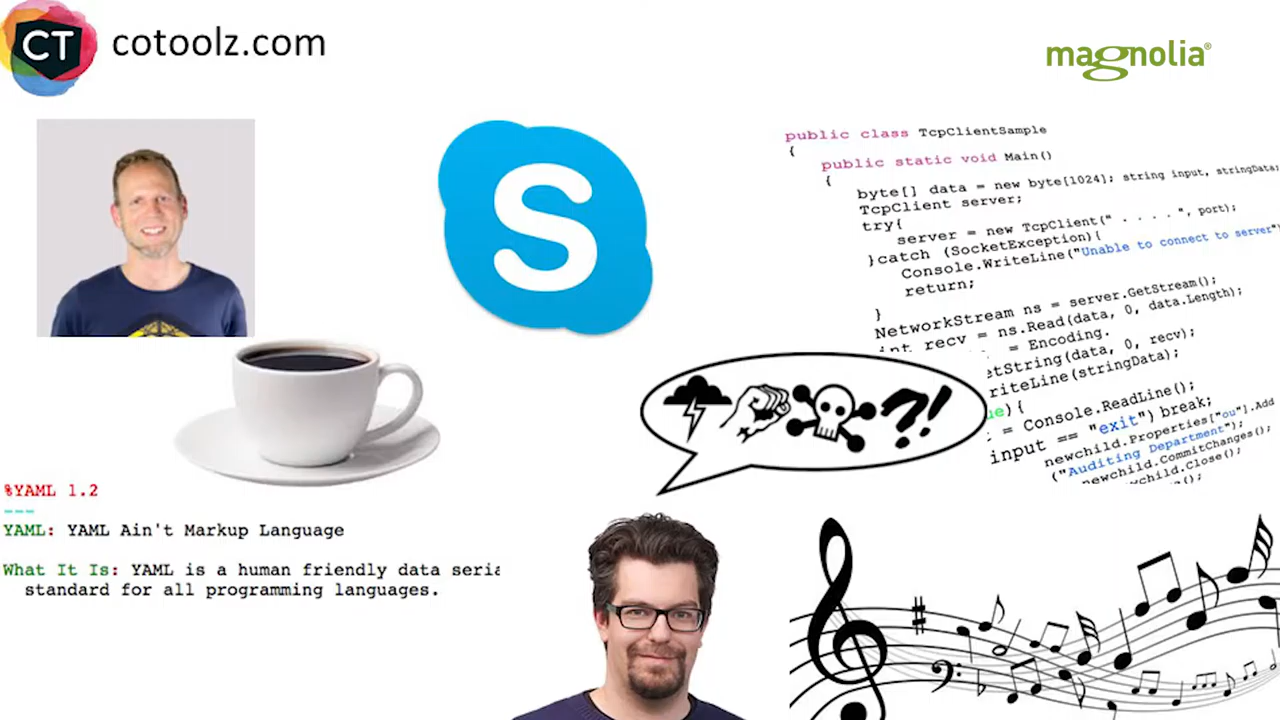 CT
cotoolz.com
magnolia®
S
public class TcpClientSample
{
public static void Main()
{
byte[] data = new byte[1024]; string input, stringData;
TcpClient server;
try{
server = new TcpClient(" . . . . ", port);
}catch (SocketException){
Console.WriteLine("Unable to connect to server")
return;
}
NetworkStream ns = server.GetStream();
int recv = ns.Read(data, 0, data.Length);
= Encoding.
etString(data, 0, recv);
riteLine(stringData);
ue){
= Console.ReadLine();
input == "exit") break;
newchild.Properties["ou"].Add
("Auditing Department");
newchild.CommitChanges();
wchild.Close();
?!
%YAML 1.2
---
YAML: YAML Ain't Markup Language
What It Is: YAML is a human friendly data seria
standard for all programming languages.